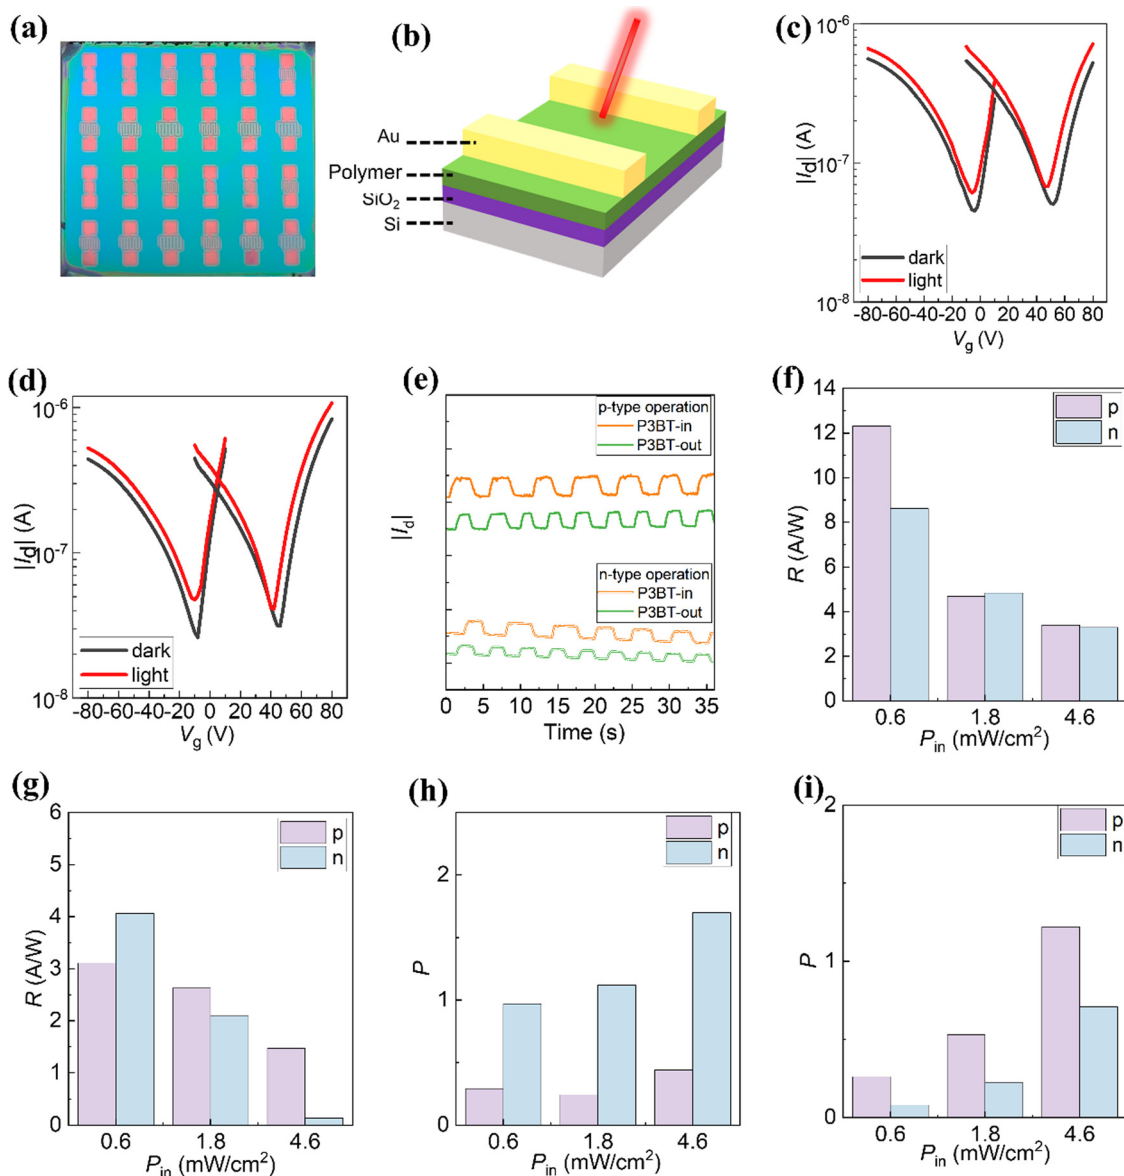 (a)
(b)
Au
Polymer
SiO2
Si
(c)
10-6
10-7
10-8
|Id| (A)
dark
light
-80 -60 -40 -20 0 20 40 60 80
Vg (V)
(d)
10-6
10-7
10-8
|Id| (A)
dark
light
-80 -60 -40 -20 0 20 40 60 80
Vg (V)
(e)
|Id|
p-type operation
P3BT-in
P3BT-out
n-type operation
P3BT-in
P3BT-out
0 5 10 15 20 25 30 35
Time (s)
(f)
14
12
10
8
6
4
2
0
R (A/W)
p
n
0.6 1.8 4.6
Pin (mW/cm2)
(g)
6
5
4
3
2
1
0
R (A/W)
p
n
0.6 1.8 4.6
Pin (mW/cm2)
(h)
2
1
0
P
p
n
0.6 1.8 4.6
Pin (mW/cm2)
(i)
2
1
0
P
p
n
0.6 1.8 4.6
Pin (mW/cm2)